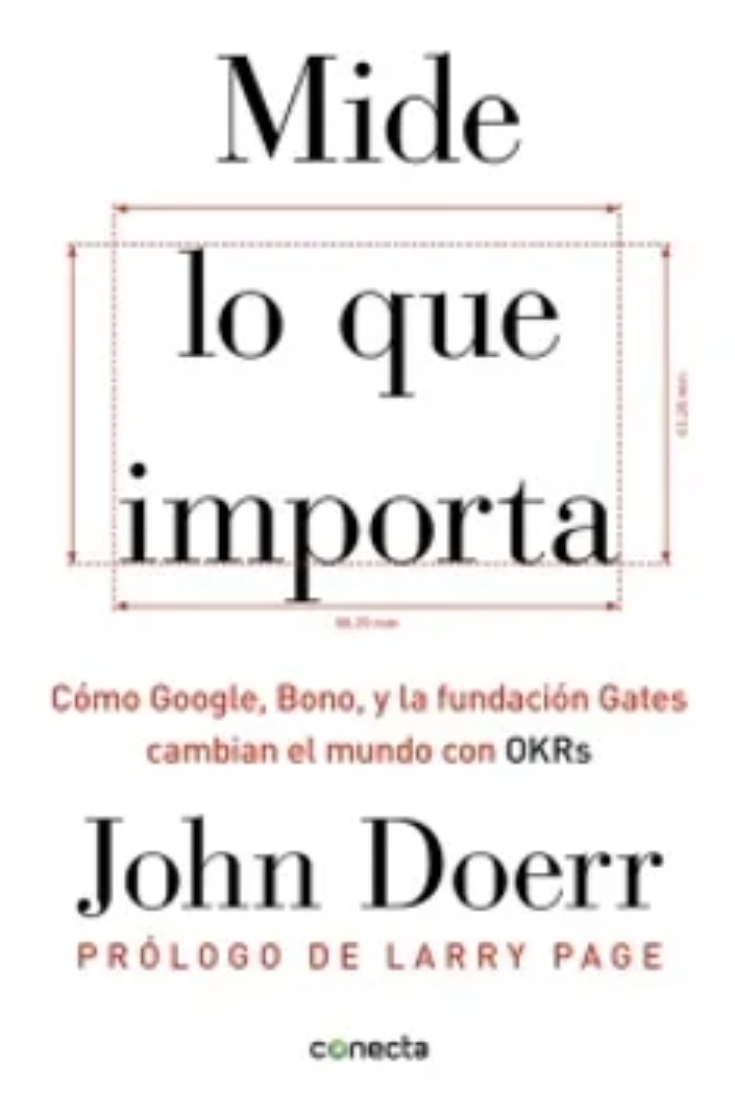 Mide
lo que
importa
Cómo Google, Bono, y la fundación Gates
cambian el mundo con OKRs
John Doerr
PRÓLOGO DE LARRY PAGE
conecta